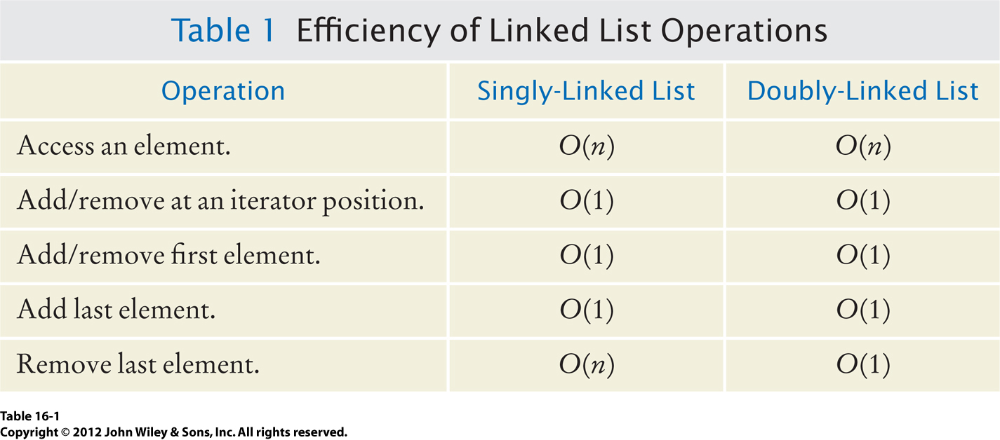 Table 1 Efficiency of Linked List Operations
Operation Singly-Linked List Doubly-Linked List
Access an element. O(n) O(n)
Add/remove at an iterator position. O(1) O(1)
Add/remove first element. O(1) O(1)
Add last element. O(1) O(1)
Remove last element. O(n) O(1)
Table 16-1
Copyright © 2012 John Wiley & Sons, Inc. All rights reserved.